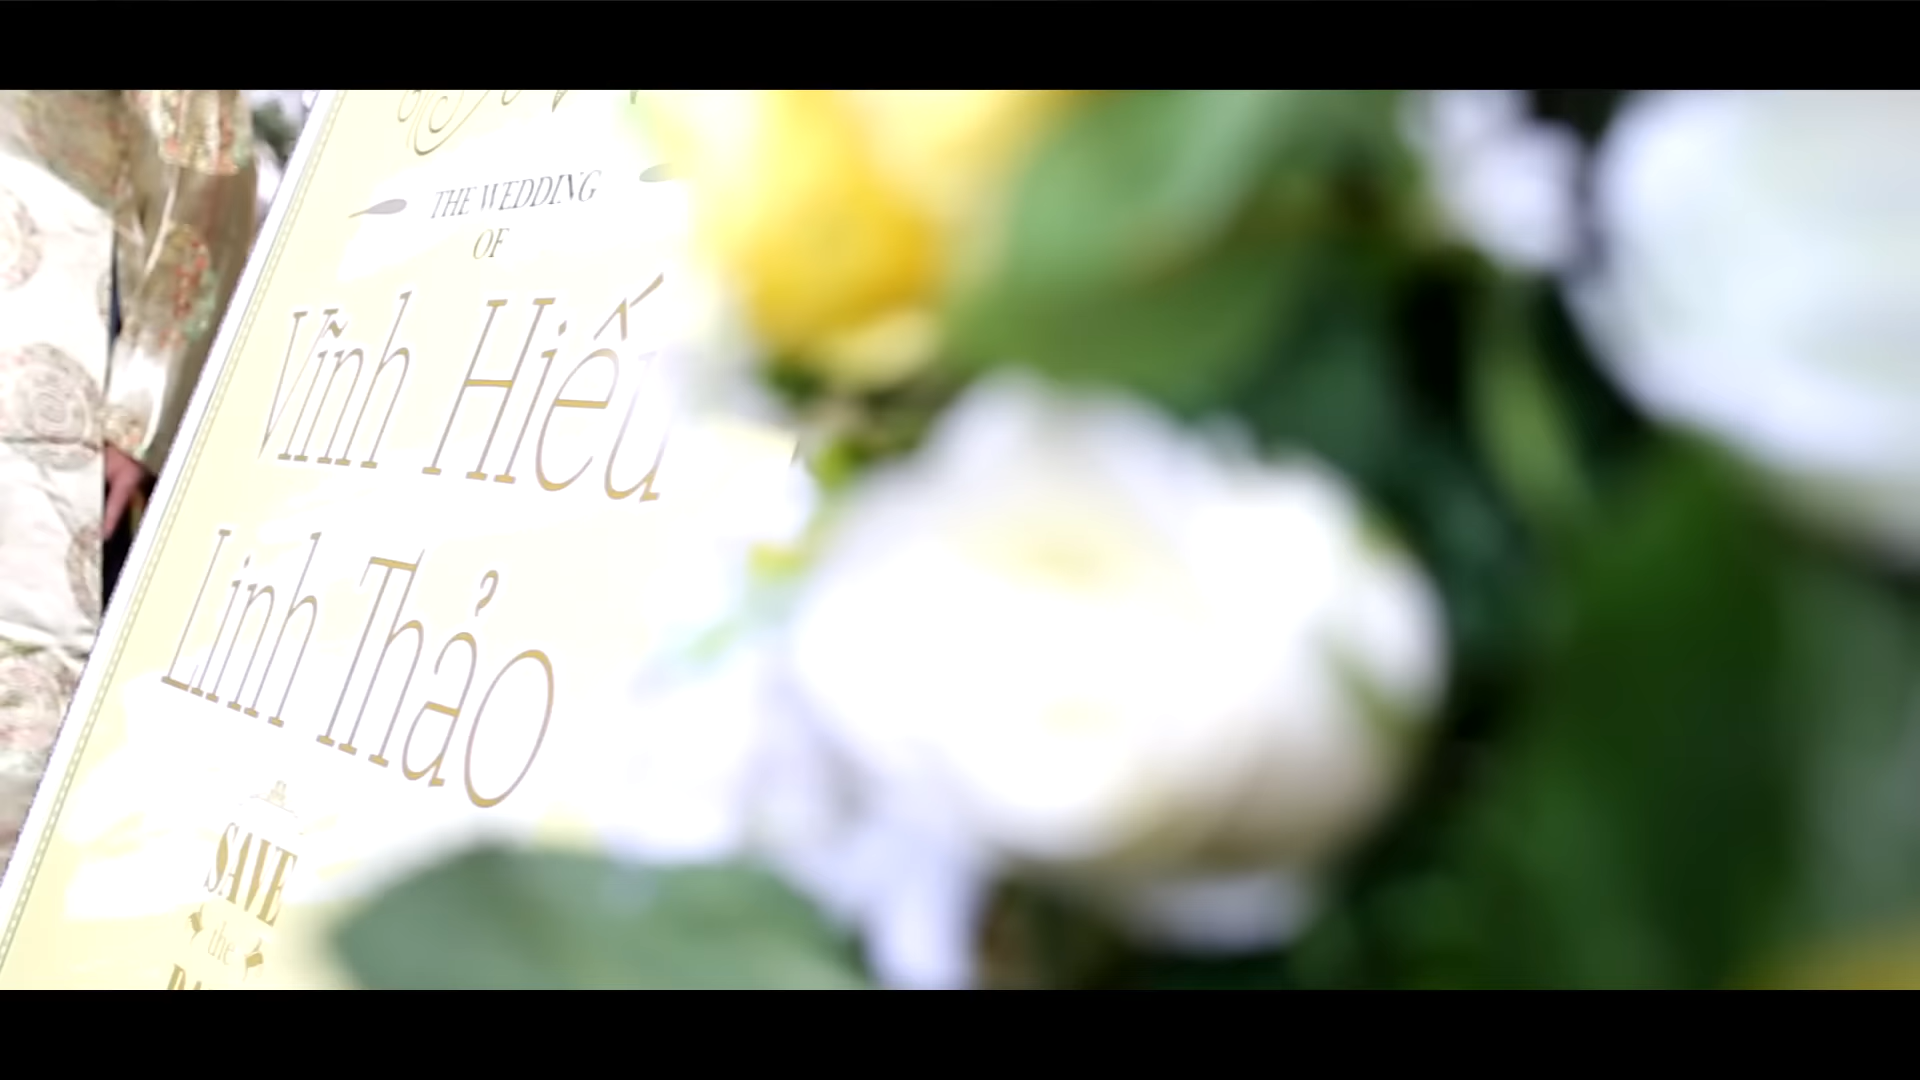 THE WEDDING
OF
Vĩnh Hiếu
Linh Thảo
SAVE
the